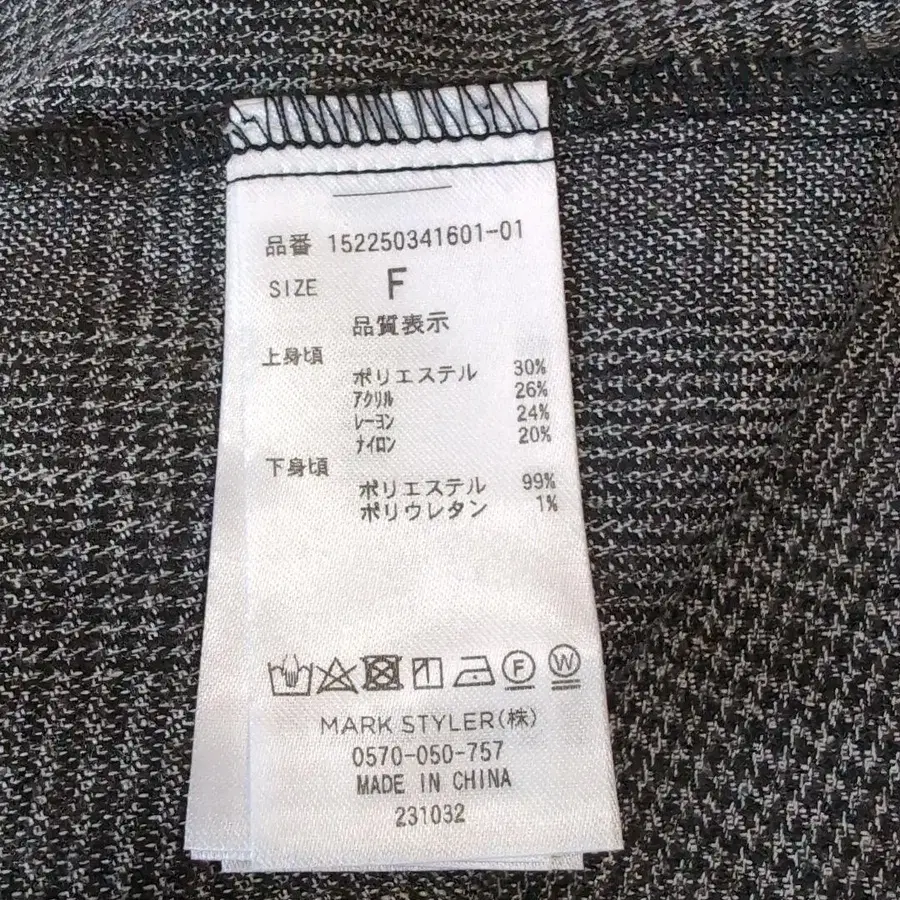 品番 152250341601-01
SIZE F
品質表示
上身頃
ポリエステル 30%
アクリル 26%
レーヨン 24%
ナイロン 20%
下身頃
ポリエステル 99%
ポリウレタン 1%
F W
MARK STYLER(株)
0570-050-757
MADE IN CHINA
231032